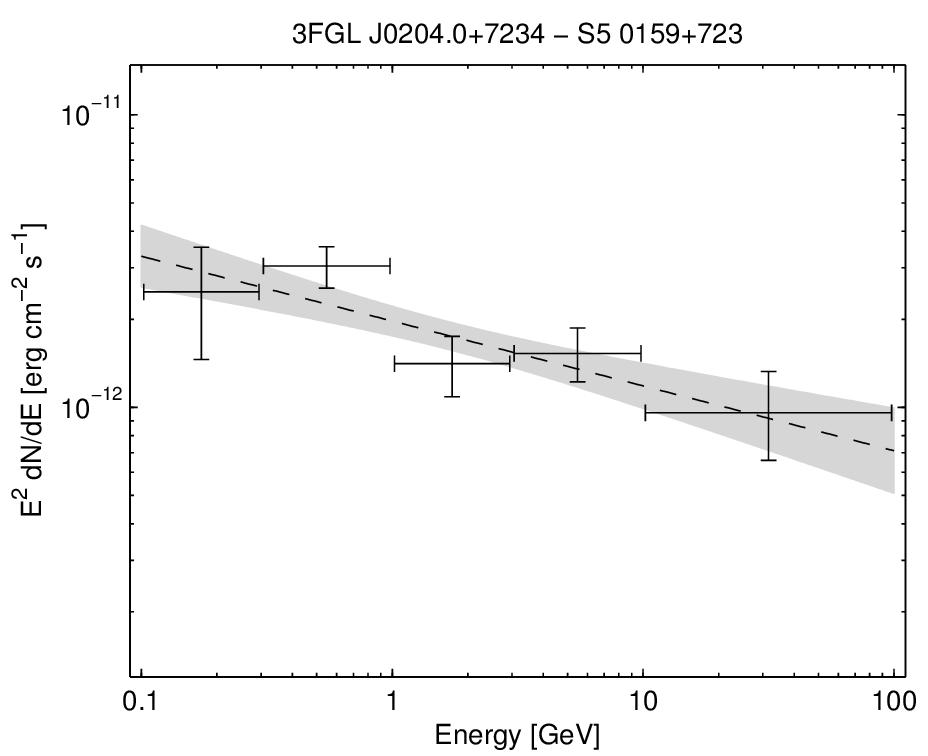 3FGL J0204.0+7234 − S5 0159+723
10⁻¹¹
10⁻¹²
E² dN/dE [erg cm⁻² s⁻¹]
0.1 1 10 100
Energy [GeV]